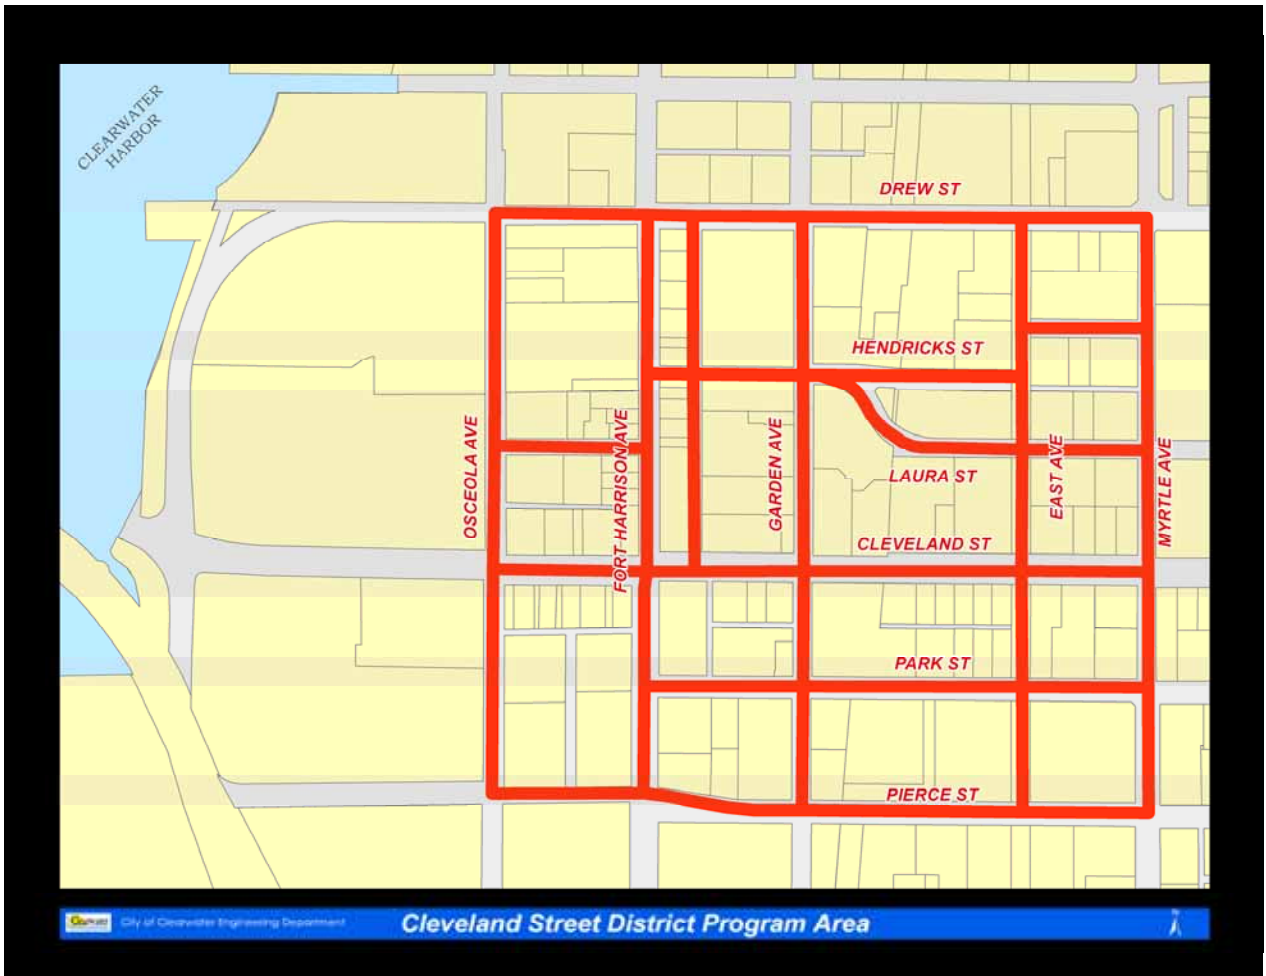 CLEARWATER
HARBOR
DREW ST
HENDRICKS ST
OSCEOLA AVE
FORT HARRISON AVE
GARDEN AVE
LAURA ST
EAST AVE
MYRTLE AVE
CLEVELAND ST
PARK ST
PIERCE ST
City of Clearwater Engineering Department
Cleveland Street District Program Area